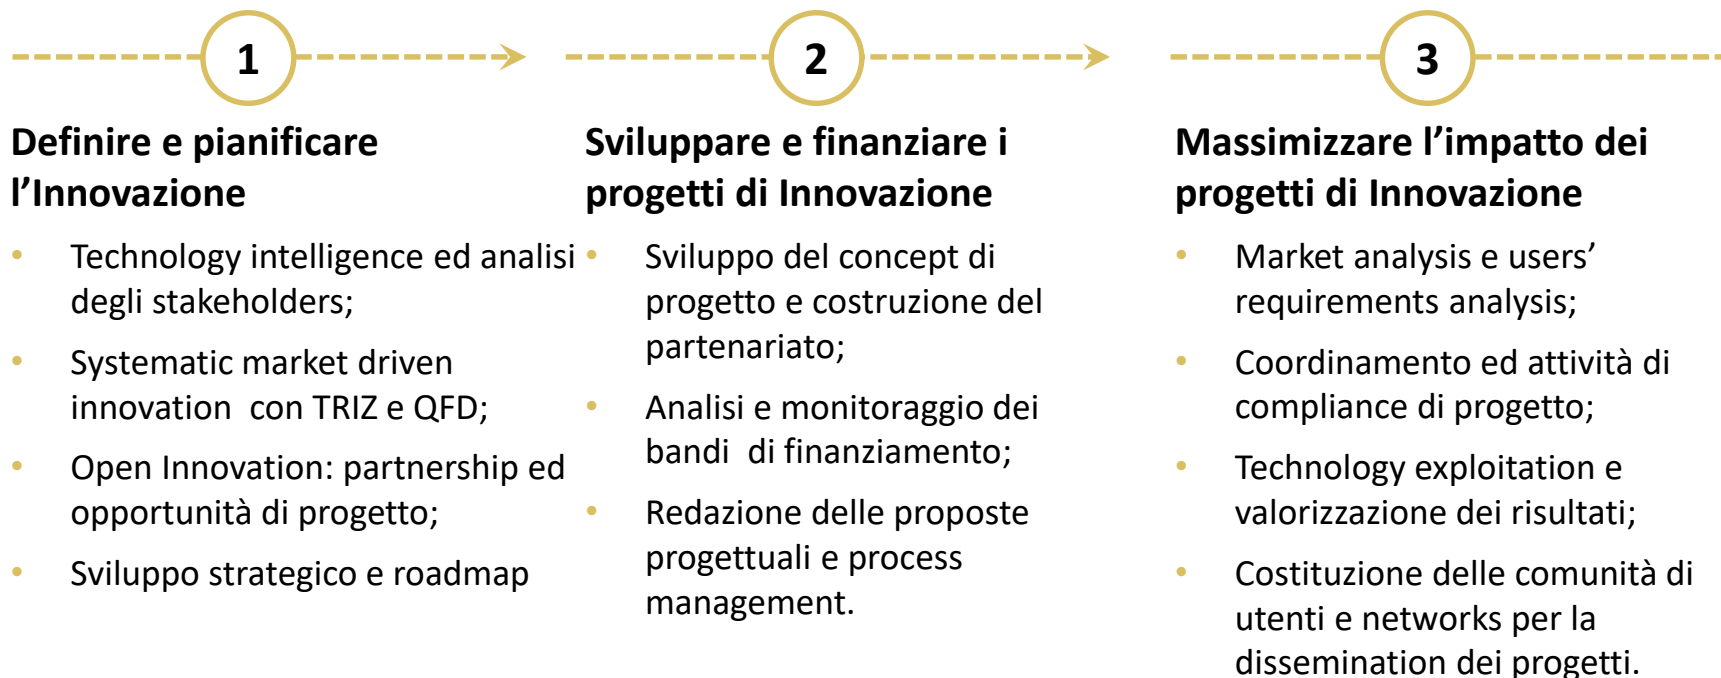 1
Definire e pianificare
l’Innovazione
• Technology intelligence ed analisi
degli stakeholders;
• Systematic market driven
innovation  con TRIZ e QFD;
• Open Innovation: partnership ed
opportunità di progetto;
• Sviluppo strategico e roadmap
2
Sviluppare e finanziare i
progetti di Innovazione
• Sviluppo del concept di
progetto e costruzione del
partenariato;
• Analisi e monitoraggio dei
bandi  di finanziamento;
• Redazione delle proposte
progettuali e process
management.
3
Massimizzare l’impatto dei
progetti di Innovazione
• Market analysis e users’
requirements analysis;
• Coordinamento ed attività di
compliance di progetto;
• Technology exploitation e
valorizzazione dei risultati;
• Costituzione delle comunità di
utenti e networks per la
dissemination dei progetti.